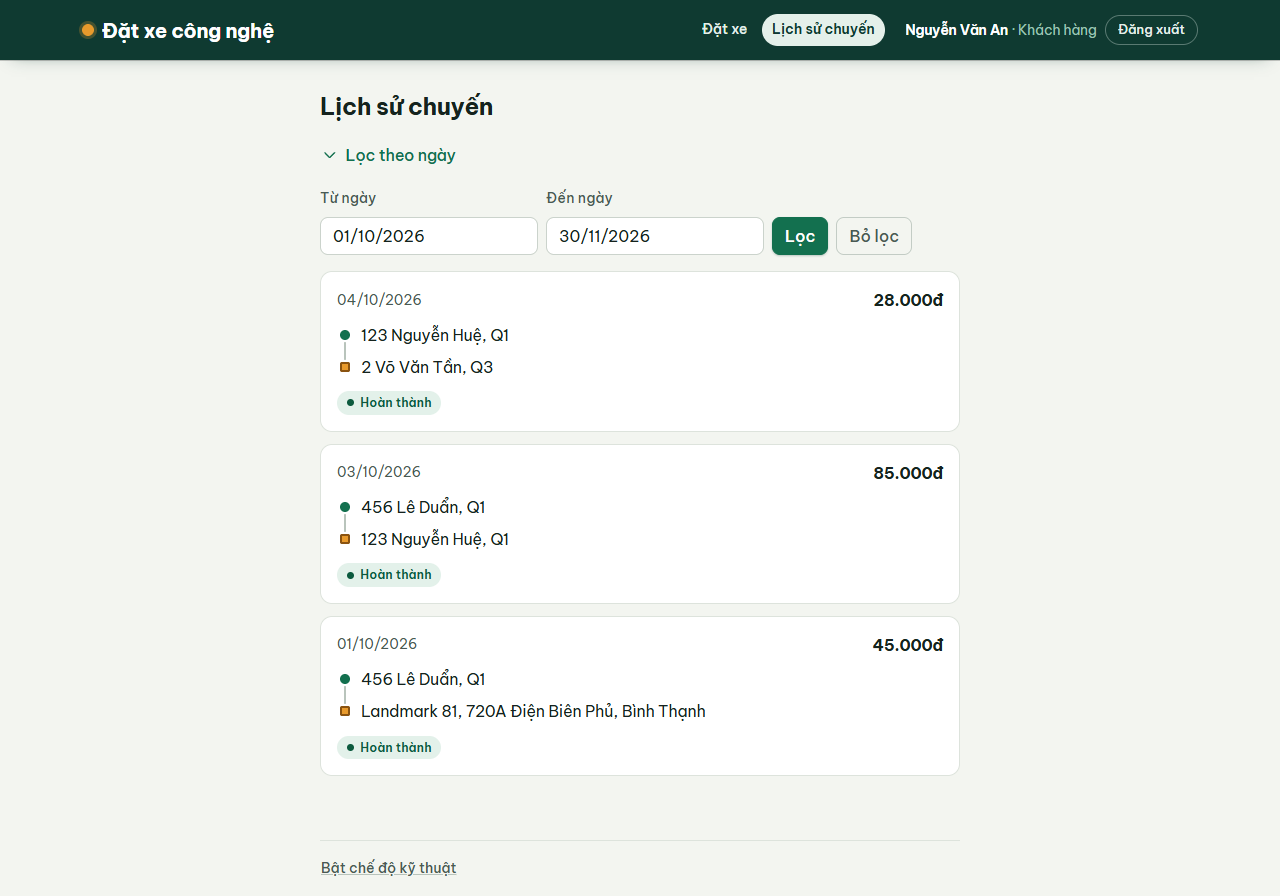 Đặt xe công nghệ
Đặt xe
Lịch sử chuyến
Nguyễn Văn An · Khách hàng
Đăng xuất
Lịch sử chuyến
Lọc theo ngày
Từ ngày
Đến ngày
01/10/2026
30/11/2026
Lọc
Bỏ lọc
04/10/2026
28.000đ
123 Nguyễn Huệ, Q1
2 Võ Văn Tần, Q3
Hoàn thành
03/10/2026
85.000đ
456 Lê Duẩn, Q1
123 Nguyễn Huệ, Q1
Hoàn thành
01/10/2026
45.000đ
456 Lê Duẩn, Q1
Landmark 81, 720A Điện Biên Phủ, Bình Thạnh
Hoàn thành
Bật chế độ kỹ thuật